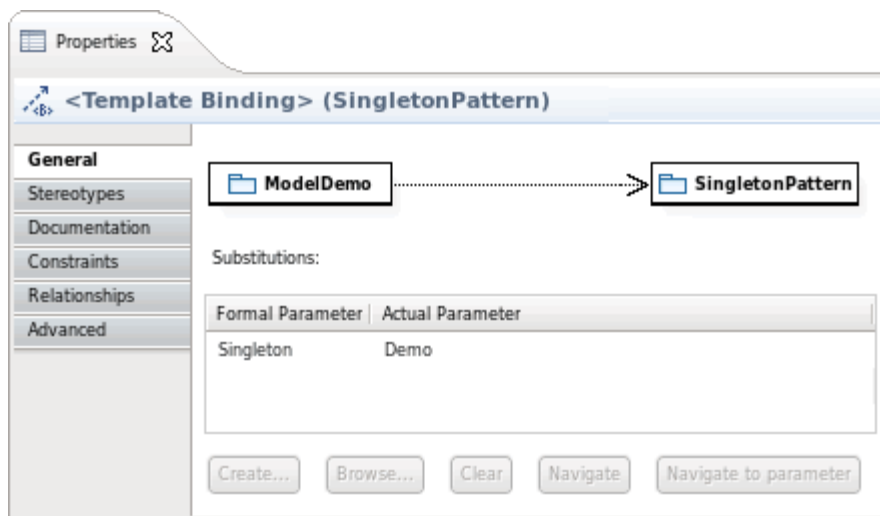 Properties
<B>
<Template Binding> (SingletonPattern)
General
Stereotypes
Documentation
Constraints
Relationships
Advanced
ModelDemo
SingletonPattern
Substitutions:
Formal Parameter Actual Parameter
Singleton Demo
Create... Browse... Clear Navigate Navigate to parameter